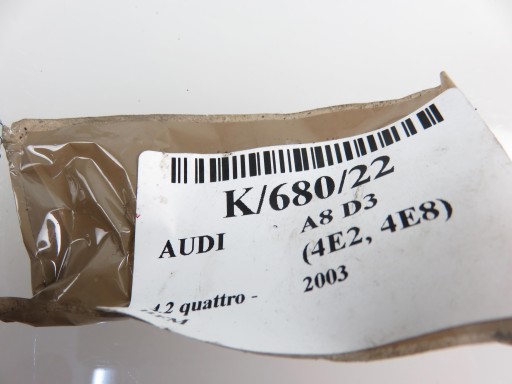 K/680/22
AUDI A8 D3
(4E2, 4E8)
4.2 quattro - 2003